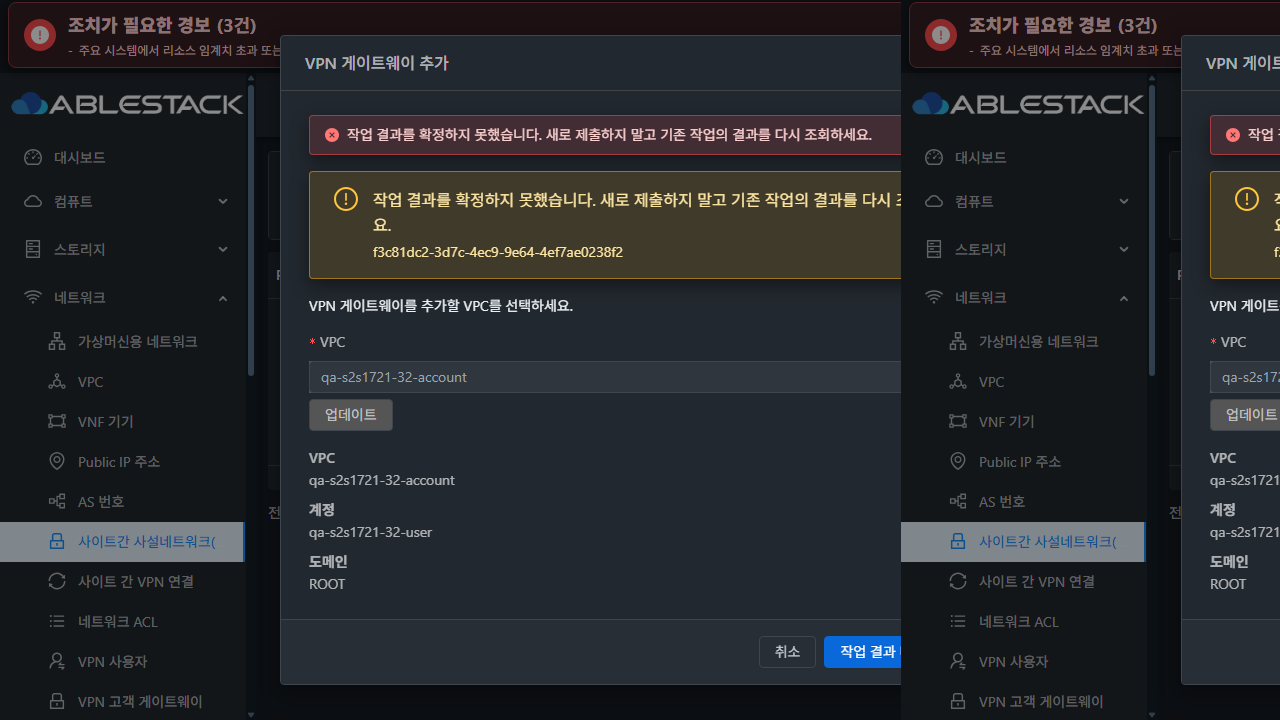 조치가 필요한 경보 (3건)
- 주요 시스템에서 리소스 임계치 초과 또는
ABLESTACK
대시보드
컴퓨트
스토리지
네트워크
가상머신용 네트워크
VPC
VNF 기기
Public IP 주소
AS 번호
사이트간 사설네트워크(
사이트 간 VPN 연결
네트워크 ACL
VPN 사용자
VPN 고객 게이트웨이
VPN 게이트웨이 추가
작업 결과를 확정하지 못했습니다. 새로 제출하지 말고 기존 작업의 결과를 다시 조회하세요.
작업 결과를 확정하지 못했습니다. 새로 제출하지 말고 기존 작업의 결과를 다시
요.
f3c81dc2-3d7c-4ec9-9e64-4ef7ae0238f2
VPN 게이트웨이를 추가할 VPC를 선택하세요.
* VPC
qa-s2s1721-32-account
업데이트
VPC
qa-s2s1721-32-account
계정
qa-s2s1721-32-user
도메인
ROOT
취소
작업 결과
조치가 필요한 경보 (3건)
- 주요 시스템에서 리소스 임계치 초과 또는
ABLESTACK
대시보드
컴퓨트
스토리지
네트워크
가상머신용 네트워크
VPC
VNF 기기
Public IP 주소
AS 번호
사이트간 사설네트워크(
사이트 간 VPN 연결
네트워크 ACL
VPN 사용자
VPN 고객 게이트웨이
VPN 게이트
작업
VPN 게이트
* VPC
qa-s2s172
업데이트
VPC
qa-s2s1721
계정
qa-s2s1721
도메인
ROOT